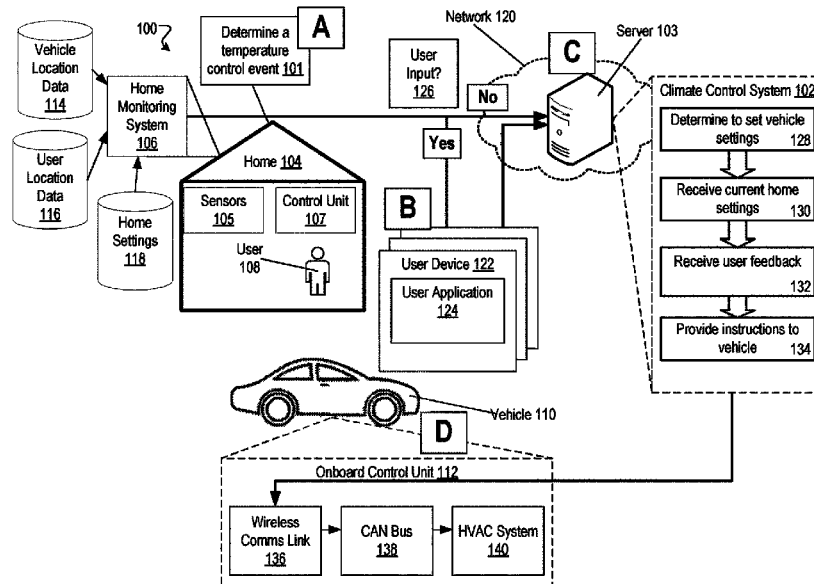 100
Vehicle
Location
Data
114
User
Location
Data
116
Home
Monitoring
System
106
Home
Settings
118
Determine a
temperature
control event
101
A
Home 104
Sensors
105
Control Unit
107
User
108
User
Input?
126
No
Yes
B
User Device 122
User Application
124
Network 120
C
Server 103
Climate Control System 102
Determine to set vehicle
settings
128
Receive current home
settings
130
Receive user feedback
132
Provide instructions to
vehicle
134
Vehicle 110
D
Onboard Control Unit 112
Wireless
Comms Link
136
CAN Bus
138
HVAC System
140